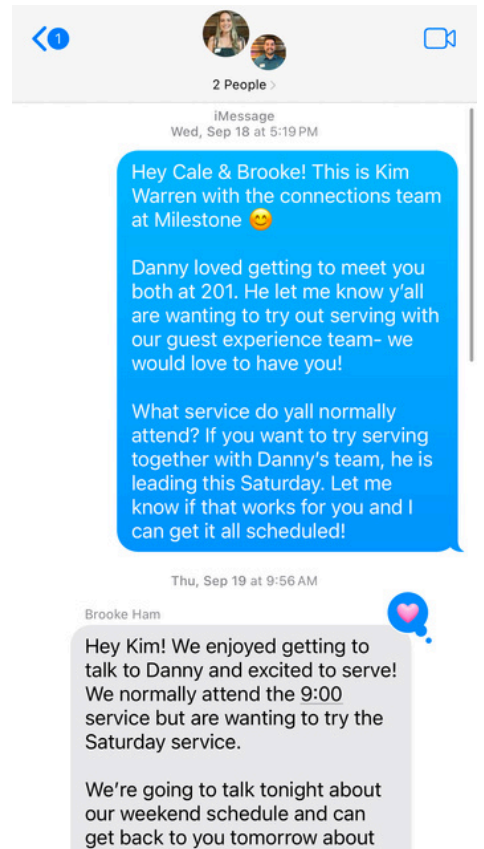 1
2 People
iMessage
Wed, Sep 18 at 5:19 PM
Hey Cale & Brooke! This is Kim
Warren with the connections team
at Milestone 😊
Danny loved getting to meet you
both at 201. He let me know y'all
are wanting to try out serving with
our guest experience team- we
would love to have you!
What service do yall normally
attend? If you want to try serving
together with Danny's team, he is
leading this Saturday. Let me
know if that works for you and I
can get it all scheduled!
Thu, Sep 19 at 9:56 AM
Brooke Ham
Hey Kim! We enjoyed getting to
talk to Danny and excited to serve!
We normally attend the 9:00
service but are wanting to try the
Saturday service.
We're going to talk tonight about
our weekend schedule and can
get back to you tomorrow about